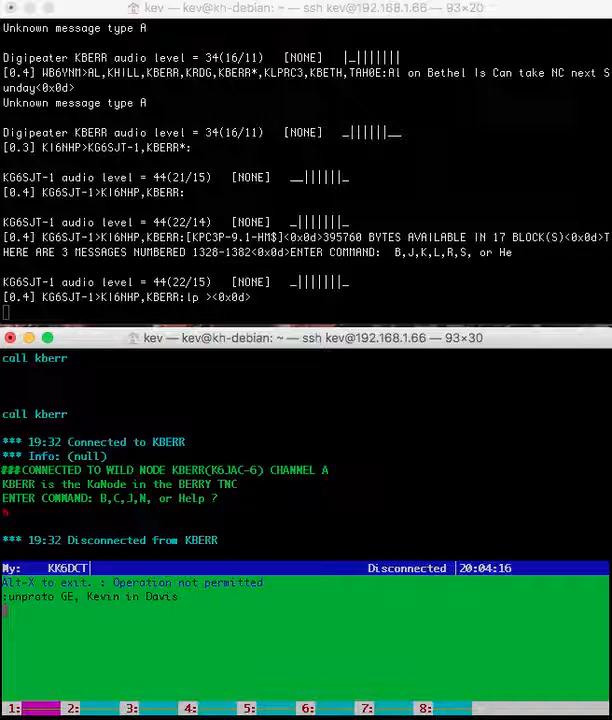 kev — kev@kh-debian: ~ — ssh kev@192.168.1.66 — 93×20
Unknown message type A
Digipeater KBERR audio level = 34(16/11)   [NONE]   |_|||||||
[0.4] WB6YNM>AL,KHILL,KBERR,KRDG,KBERR*,KLPRC3,KBETH,TAHOE:Al on Bethel Is Can take NC next S
unday<0x0d>
Unknown message type A
Digipeater KBERR audio level = 34(16/11)   [NONE]   _||||||__
[0.3] KI6NHP>KG6SJT-1,KBERR*:
KG6SJT-1 audio level = 44(21/15)   [NONE]   __||||||_
[0.4] KG6SJT-1>KI6NHP,KBERR:
KG6SJT-1 audio level = 44(22/14)   [NONE]   _|||||||_
[0.4] KG6SJT-1>KI6NHP,KBERR:[KPC3P-9.1-HM$]<0x0d>395760 BYTES AVAILABLE IN 17 BLOCK(S)<0x0d>T
HERE ARE 3 MESSAGES NUMBERED 1328-1382<0x0d>ENTER COMMAND:  B,J,K,L,R,S, or He
KG6SJT-1 audio level = 44(22/15)   [NONE]   _|||||||_
[0.4] KG6SJT-1>KI6NHP,KBERR:lp ><0x0d>
kev — kev@kh-debian: ~ — ssh kev@192.168.1.66 — 93×30
call kberr
call kberr
*** 19:32 Connected to KBERR
*** Info: (null)
###CONNECTED TO WILD NODE KBERR(K6JAC-6) CHANNEL A
KBERR is the KaNode in the BERRY TNC
ENTER COMMAND: B,C,J,N, or Help ?
h
*** 19:32 Disconnected from KBERR
My:    KK6DCT| Disconnected |20:04:16
Alt-X to exit. : Operation not permitted
:unproto GE, Kevin in Davis
1: 2: 3: 4: 5: 6: 7: 8: